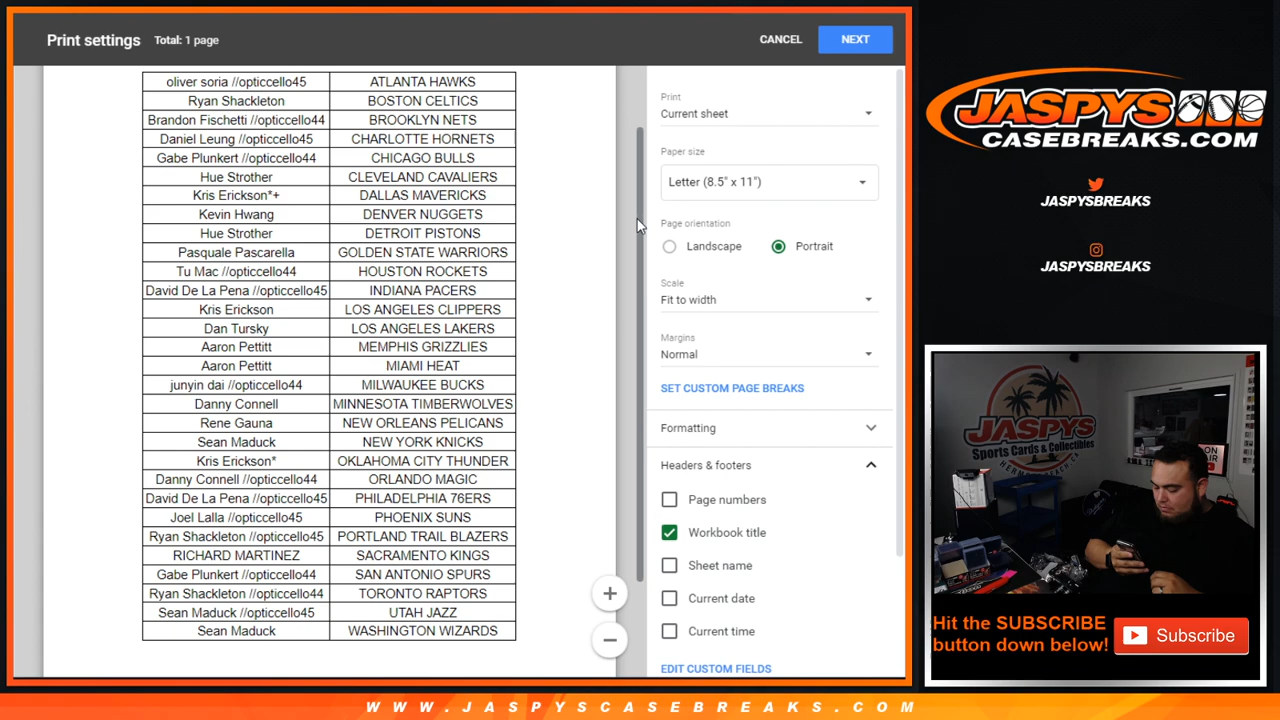 Print settings Total: 1 page CANCEL NEXT
oliver soria //opticcello45 ATLANTA HAWKS
Ryan Shackleton BOSTON CELTICS
Brandon Fischetti //opticcello44 BROOKLYN NETS
Daniel Leung //opticcello45 CHARLOTTE HORNETS
Gabe Plunkert //opticcello44 CHICAGO BULLS
Hue Strother CLEVELAND CAVALIERS
Kris Erickson*+ DALLAS MAVERICKS
Kevin Hwang DENVER NUGGETS
Hue Strother DETROIT PISTONS
Pasquale Pascarella GOLDEN STATE WARRIORS
Tu Mac //opticcello44 HOUSTON ROCKETS
David De La Pena //opticcello45 INDIANA PACERS
Kris Erickson LOS ANGELES CLIPPERS
Dan Tursky LOS ANGELES LAKERS
Aaron Pettitt MEMPHIS GRIZZLIES
Aaron Pettitt MIAMI HEAT
junyin dai //opticcello44 MILWAUKEE BUCKS
Danny Connell MINNESOTA TIMBERWOLVES
Rene Gauna NEW ORLEANS PELICANS
Sean Maduck NEW YORK KNICKS
Kris Erickson* OKLAHOMA CITY THUNDER
Danny Connell //opticcello44 ORLANDO MAGIC
David De La Pena //opticcello45 PHILADELPHIA 76ERS
Joel Lalla //opticcello45 PHOENIX SUNS
Ryan Shackleton //opticcello45 PORTLAND TRAIL BLAZERS
RICHARD MARTINEZ SACRAMENTO KINGS
Gabe Plunkert //opticcello44 SAN ANTONIO SPURS
Ryan Shackleton //opticcello44 TORONTO RAPTORS
Sean Maduck //opticcello45 UTAH JAZZ
Sean Maduck WASHINGTON WIZARDS
Print
Current sheet
Paper size
Letter (8.5" x 11")
Page orientation
Landscape Portrait
Scale
Fit to width
Margins
Normal
SET CUSTOM PAGE BREAKS
Formatting
Headers & footers
Page numbers
Workbook title
Sheet name
Current date
Current time
EDIT CUSTOM FIELDS
JASPYS
CASEBREAKS.COM
JASPYSBREAKS
JASPYSBREAKS
JASPYS
Sports Cards & Collectibles
Hit the SUBSCRIBE
button down below!
Subscribe
WWW.JASPYSCASEBREAKS.COM